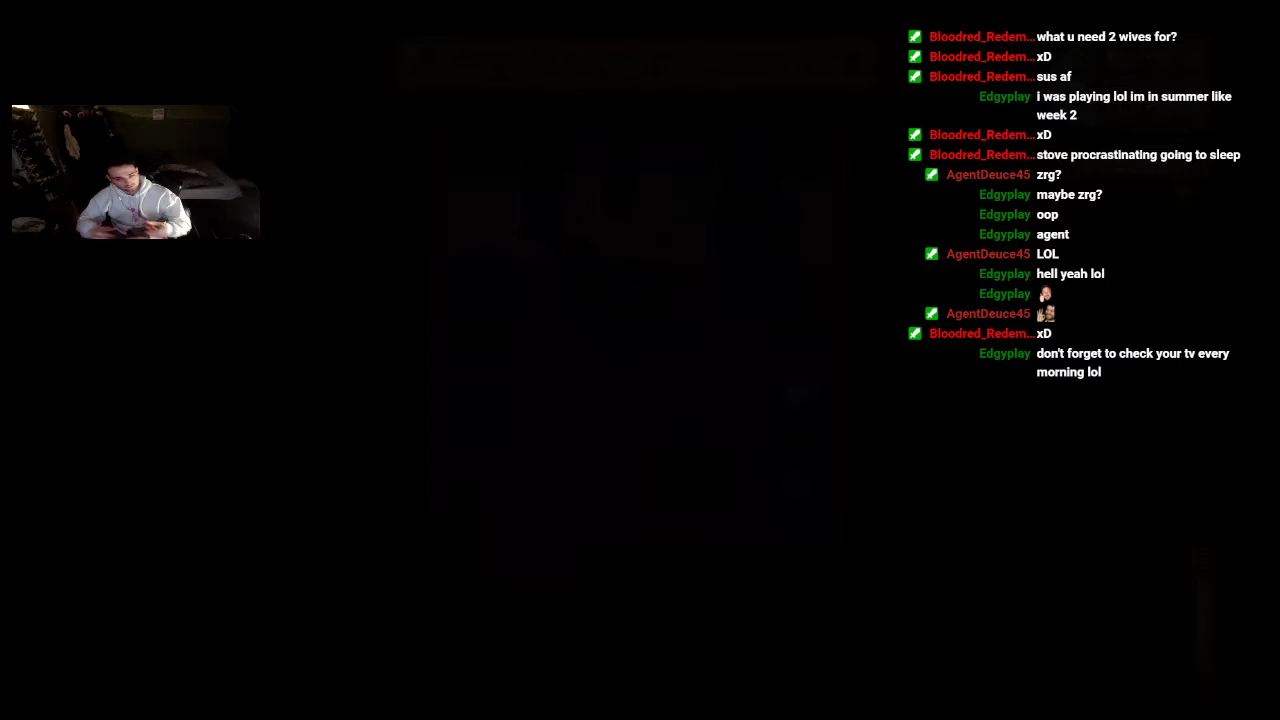 Bloodred_Redem... what u need 2 wives for?
Bloodred_Redem... xD
Bloodred_Redem... sus af
Edgyplay i was playing lol im in summer like
week 2
Bloodred_Redem... xD
Bloodred_Redem... stove procrastinating going to sleep
AgentDeuce45 zrg?
Edgyplay maybe zrg?
Edgyplay oop
Edgyplay agent
AgentDeuce45 LOL
Edgyplay hell yeah lol
Edgyplay
AgentDeuce45
Bloodred_Redem... xD
Edgyplay don't forget to check your tv every
morning lol